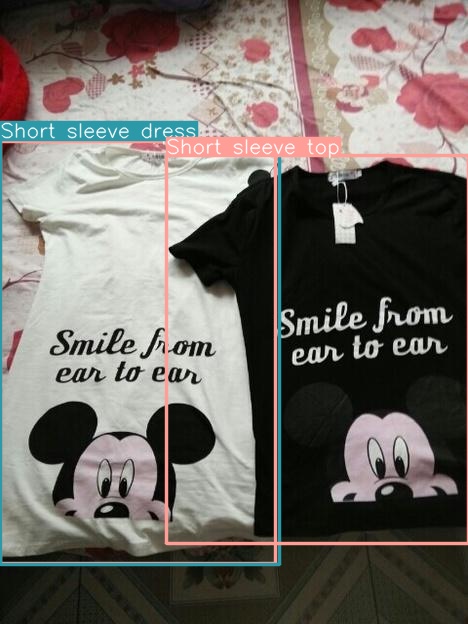 Short sleeve dress
Short sleeve top
Smile from
ear to ear
Smile from
ear to ear